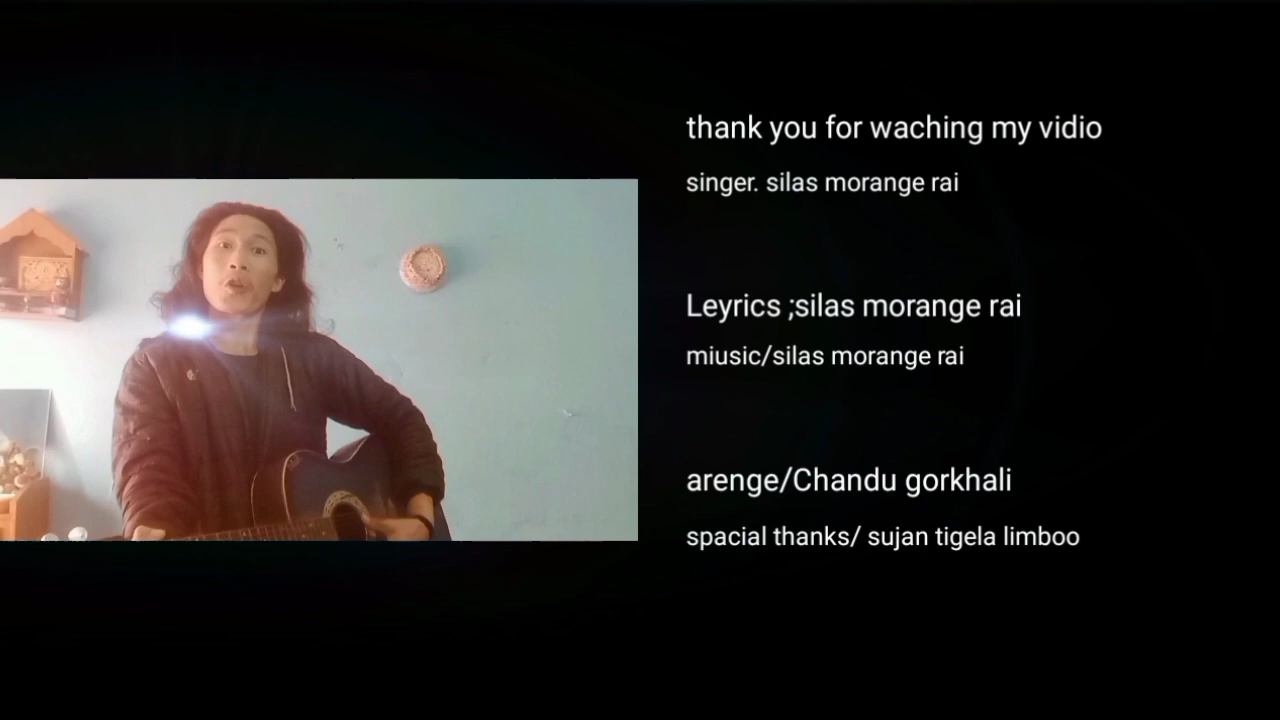 thank you for waching my vidio
singer. silas morange rai
Leyrics ;silas morange rai
miusic/silas morange rai
arenge/Chandu gorkhali
spacial thanks/ sujan tigela limboo